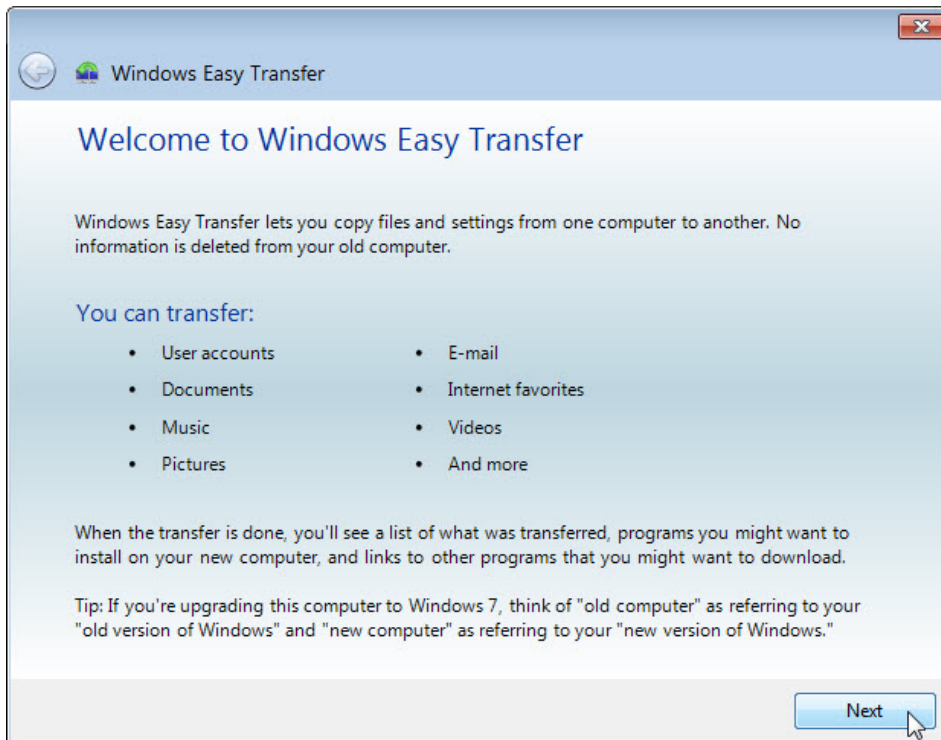 Windows Easy Transfer
Welcome to Windows Easy Transfer
Windows Easy Transfer lets you copy files and settings from one computer to another. No
information is deleted from your old computer.
You can transfer:
• User accounts
• Documents
• Music
• Pictures
• E-mail
• Internet favorites
• Videos
• And more
When the transfer is done, you'll see a list of what was transferred, programs you might want to
install on your new computer, and links to other programs that you might want to download.
Tip: If you're upgrading this computer to Windows 7, think of "old computer" as referring to your
"old version of Windows" and "new computer" as referring to your "new version of Windows."
Next